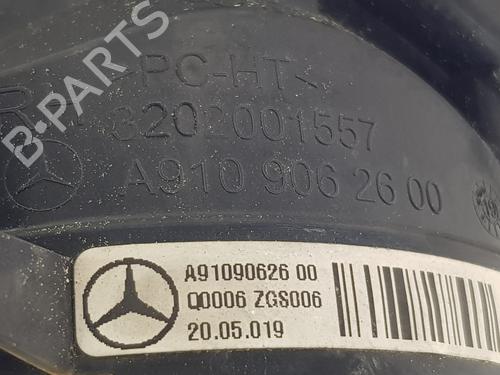 >PC-HT<
R
3202001557
A910 906 26 00
B-PARTS
A91090626 00
Q0006 ZGS006
20.05.019